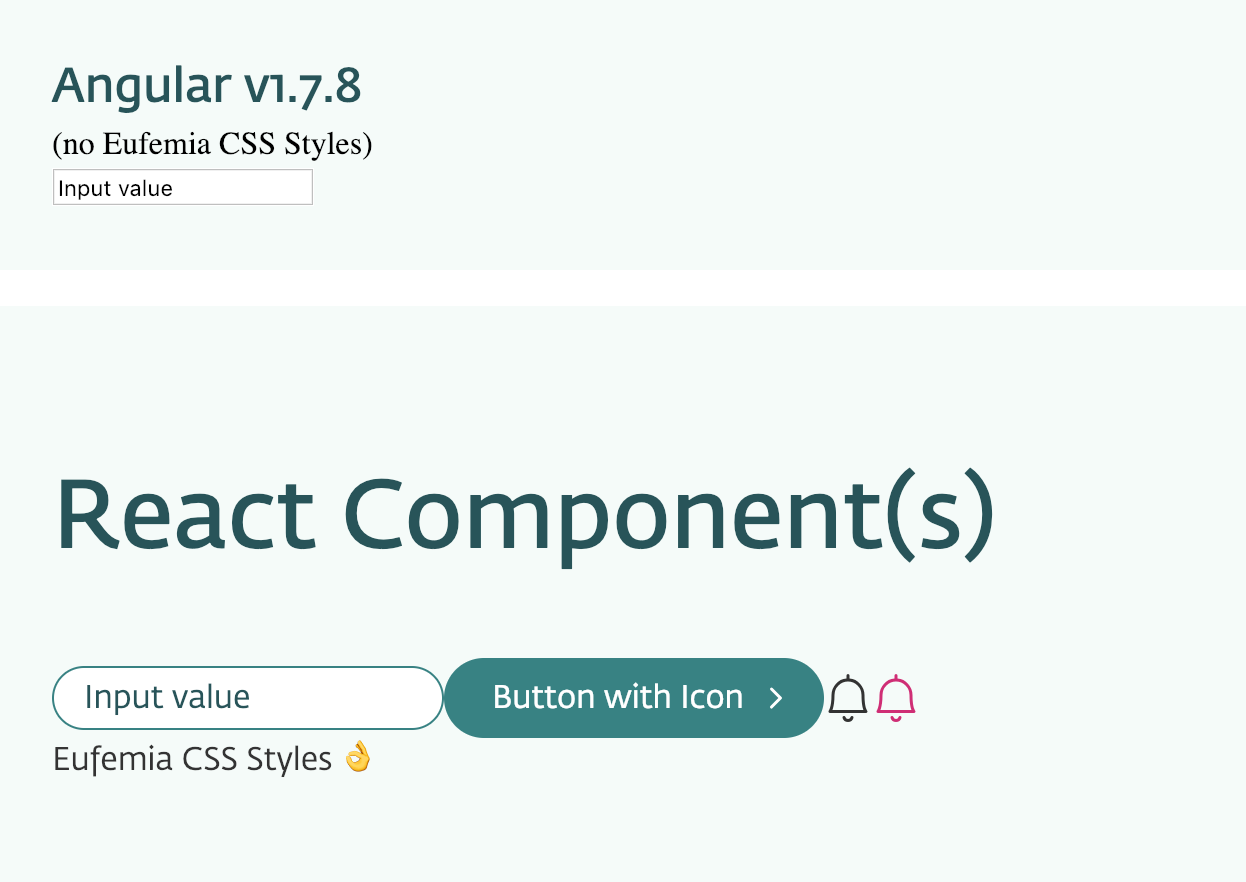 Angular v1.7.8
(no Eufemia CSS Styles)
Input value
React Component(s)
Input value
Button with Icon
Eufemia CSS Styles 👌